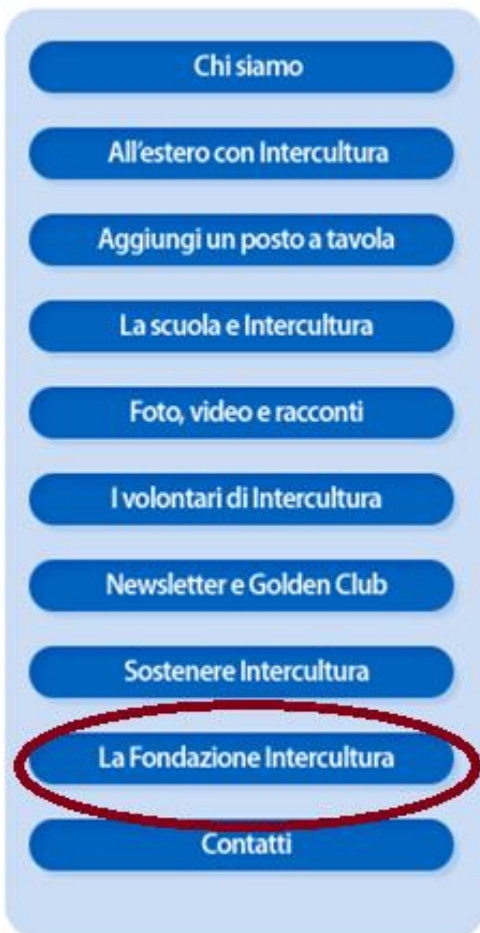 Chi siamo
All'estero con Intercultura
Aggiungi un posto a tavola
La scuola e Intercultura
Foto, video e racconti
I volontari di Intercultura
Newsletter e Golden Club
Sostenere Intercultura
La Fondazione Intercultura
Contatti